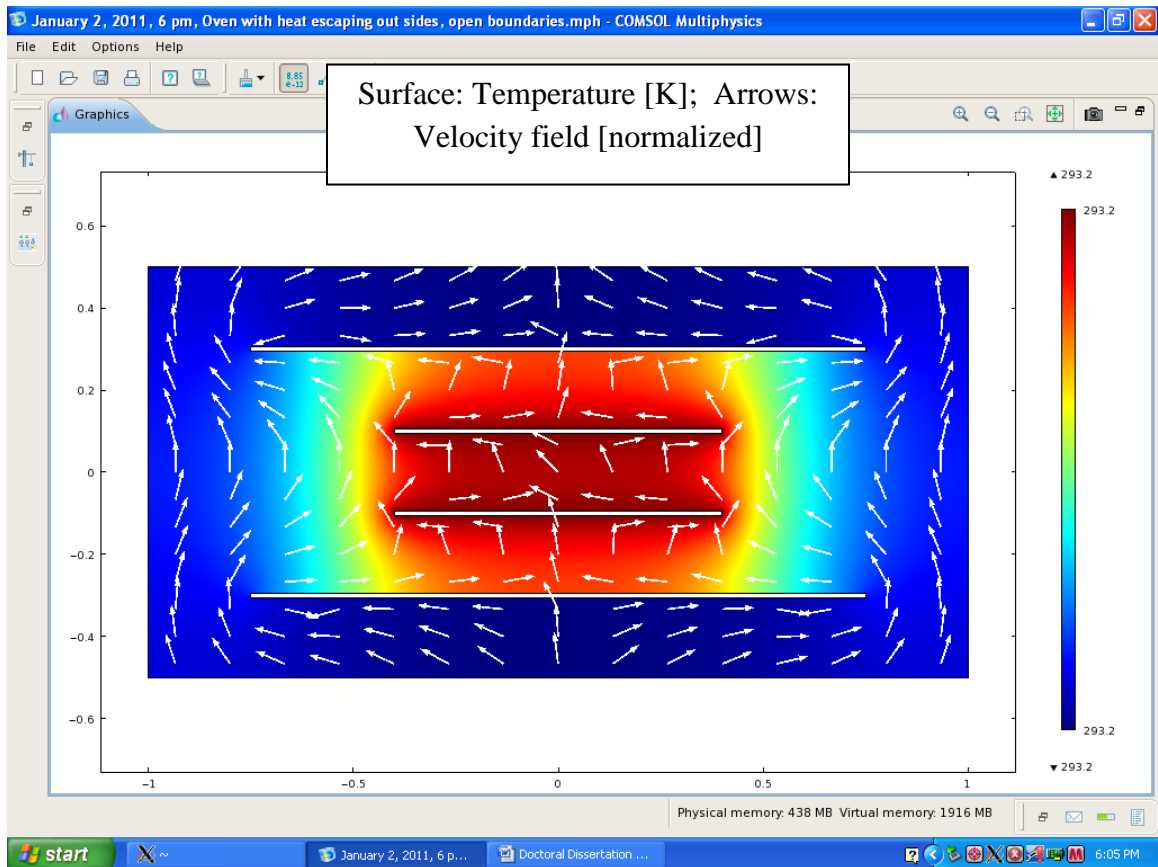 January 2, 2011, 6 pm, Oven with heat escaping out sides, open boundaries.mph - COMSOL Multiphysics
File Edit Options Help
8.85
e-12
Surface: Temperature [K]; Arrows:
Velocity field [normalized]
Graphics
▲ 293.2
293.2
0.6
0.4
0.2
0
−0.2
−0.4
−0.6
293.2
▼ 293.2
−1 −0.5 0 0.5 1
Physical memory: 438 MB Virtual memory: 1916 MB
start
~
January 2, 2011, 6 p...
Doctoral Dissertation ...
6:05 PM